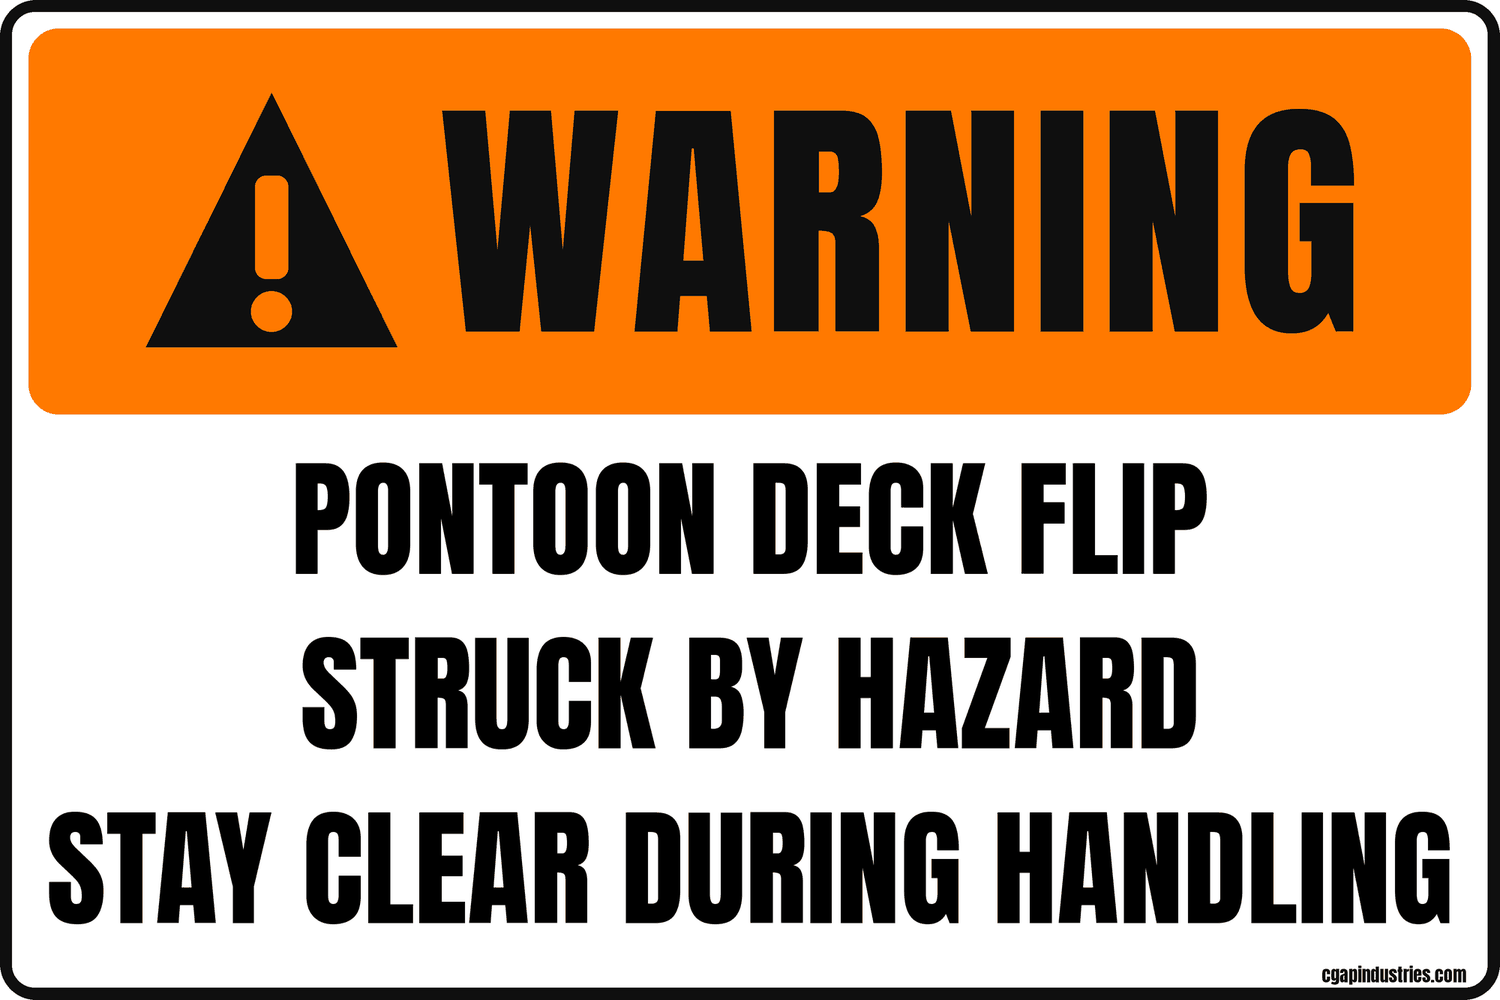 WARNING
PONTOON DECK FLIP
STRUCK BY HAZARD
STAY CLEAR DURING HANDLING
cgapindustries.com